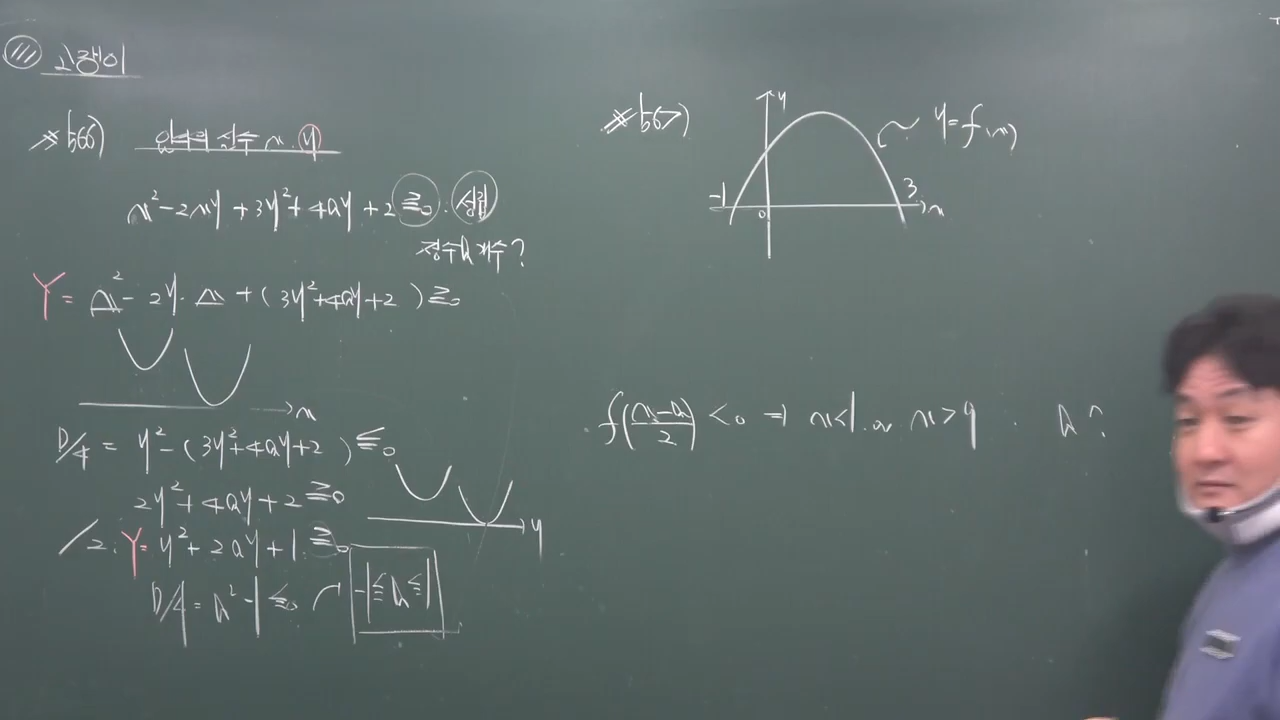 고쟁이
※ 566) 임의의 실수 x, y
x² - 2xy + 3y² + 4ay + 2 ≥ 0. 성립
정수 a 개수?
Y = x² - 2y·x + (3y² + 4ay + 2) ≥ 0
x
D/4 = y² - (3y² + 4ay + 2) ≤ 0
2y² + 4ay + 2 ≥ 0
y
/2: Y = y² + 2ay + 1 ≥ 0
D/4 = a² - 1 ≤ 0 -1 ≤ a ≤ 1
※ 567)
y
y = f(x)
-1 0 3 x
f((x-a)/2) < 0 ⇒ x<1 or x>9 . a?